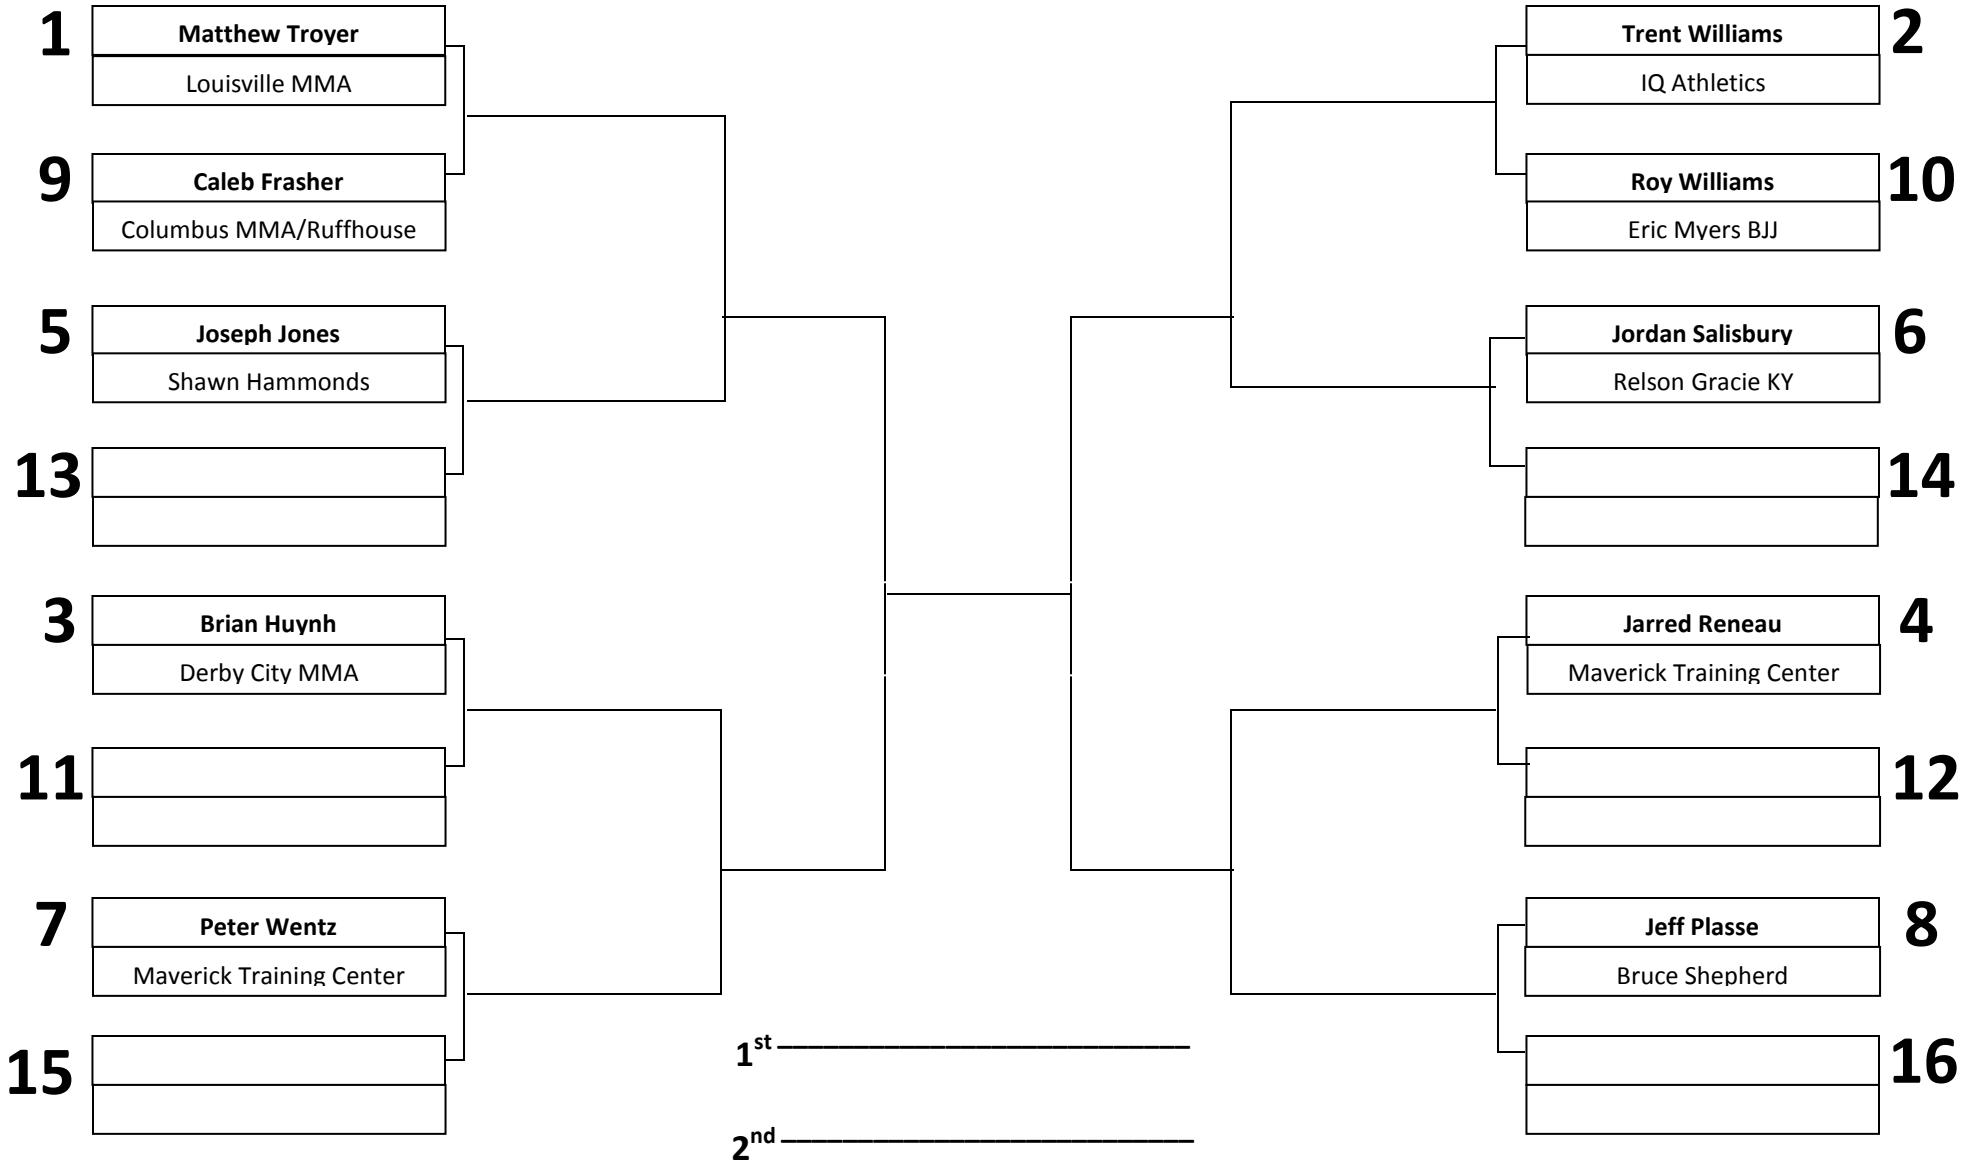 1
Matthew Troyer
Louisville MMA
9
Caleb Frasher
Columbus MMA/Ruffhouse
5
Joseph Jones
Shawn Hammonds
13
3
Brian Huynh
Derby City MMA
11
7
Peter Wentz
Maverick Training Center
15
Trent Williams
2
IQ Athletics
Roy Williams
10
Eric Myers BJJ
Jordan Salisbury
6
Relson Gracie KY
14
Jarred Reneau
4
Maverick Training Center
12
Jeff Plasse
8
Bruce Shepherd
16
1st
2nd